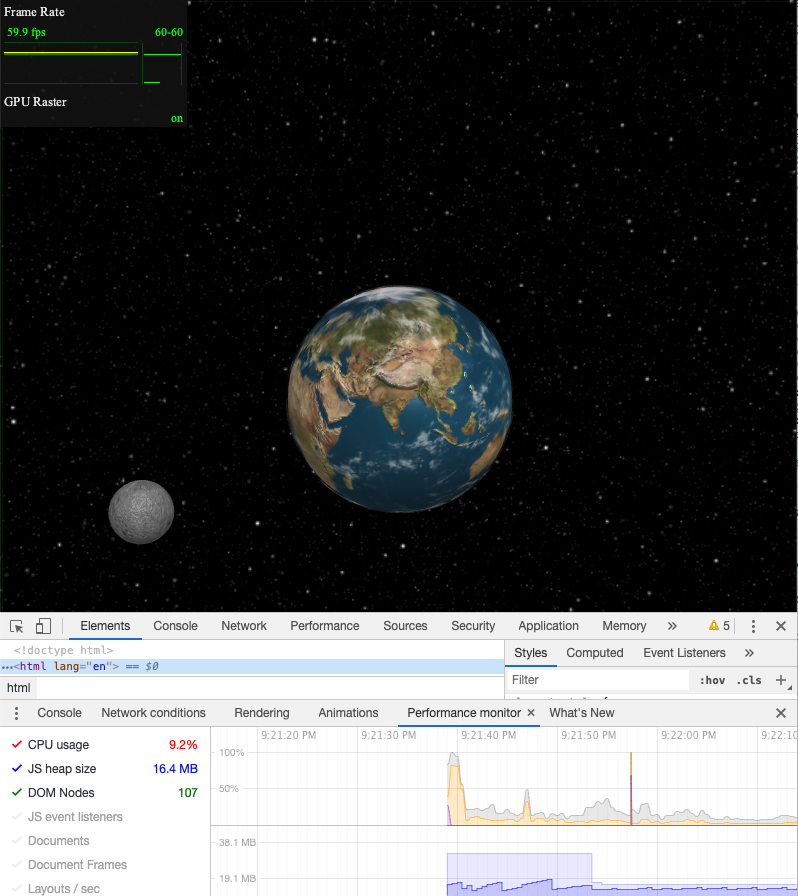 Frame Rate
59.9 fps 60-60
GPU Raster
on
Elements Console Network Performance Sources Security Application Memory » 5
<!doctype html>
…<html lang="en"> == $0
html
Styles Computed Event Listeners »
Filter :hov .cls +
Console Network conditions Rendering Animations Performance monitor × What's New
CPU usage 9.2%
JS heap size 16.4 MB
DOM Nodes 107
JS event listeners
Documents
Document Frames
Layouts / sec
9:21:20 PM 9:21:30 PM 9:21:40 PM 9:21:50 PM 9:22:00 PM 9:22:10
100%
50%
38.1 MB
19.1 MB